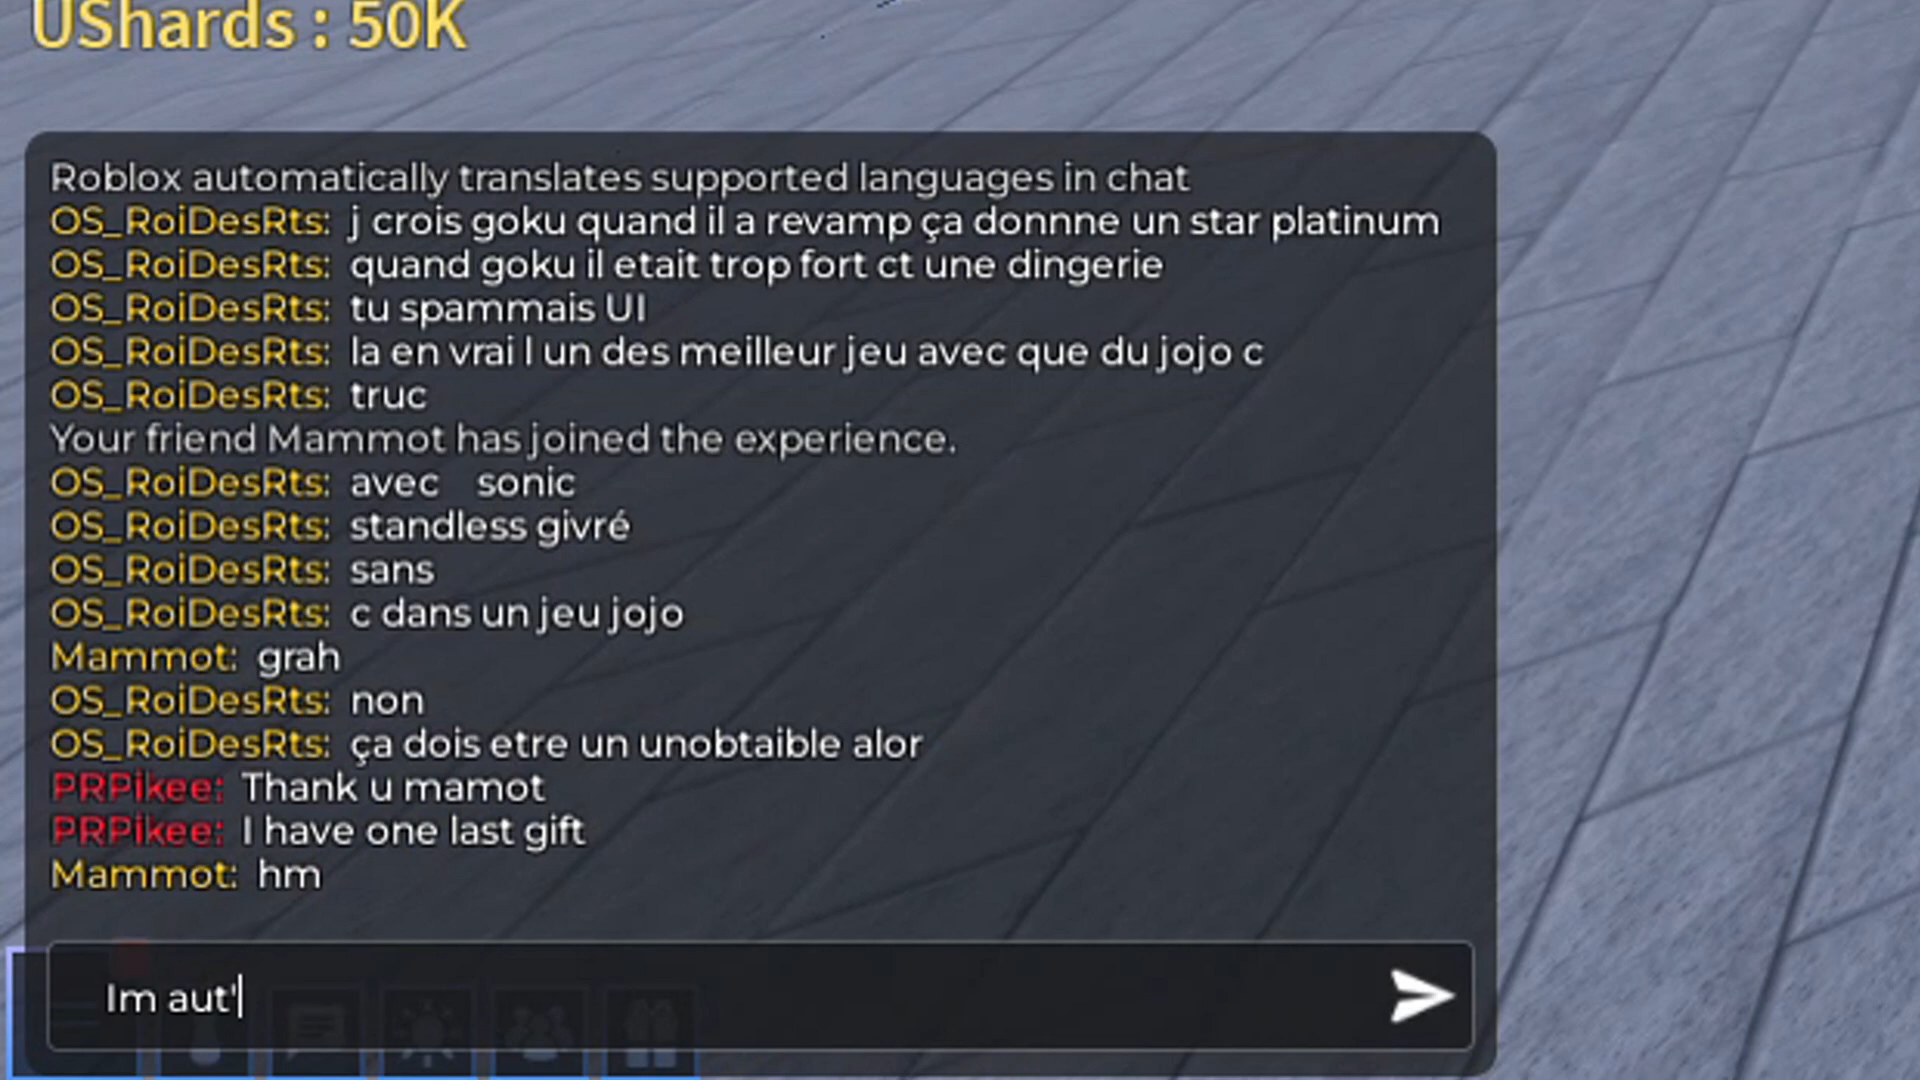 UShards : 50K
Roblox automatically translates supported languages in chat
OS_RoiDesRts: j crois goku quand il a revamp ça donnne un star platinum
OS_RoiDesRts: quand goku il etait trop fort ct une dingerie
OS_RoiDesRts: tu spammais UI
OS_RoiDesRts: la en vrai l un des meilleur jeu avec que du jojo c
OS_RoiDesRts: truc
Your friend Mammot has joined the experience.
OS_RoiDesRts: avec sonic
OS_RoiDesRts: standless givré
OS_RoiDesRts: sans
OS_RoiDesRts: c dans un jeu jojo
Mammot: grah
OS_RoiDesRts: non
OS_RoiDesRts: ça dois etre un unobtaible alor
PRPikee: Thank u mamot
PRPikee: I have one last gift
Mammot: hm
Im aut'